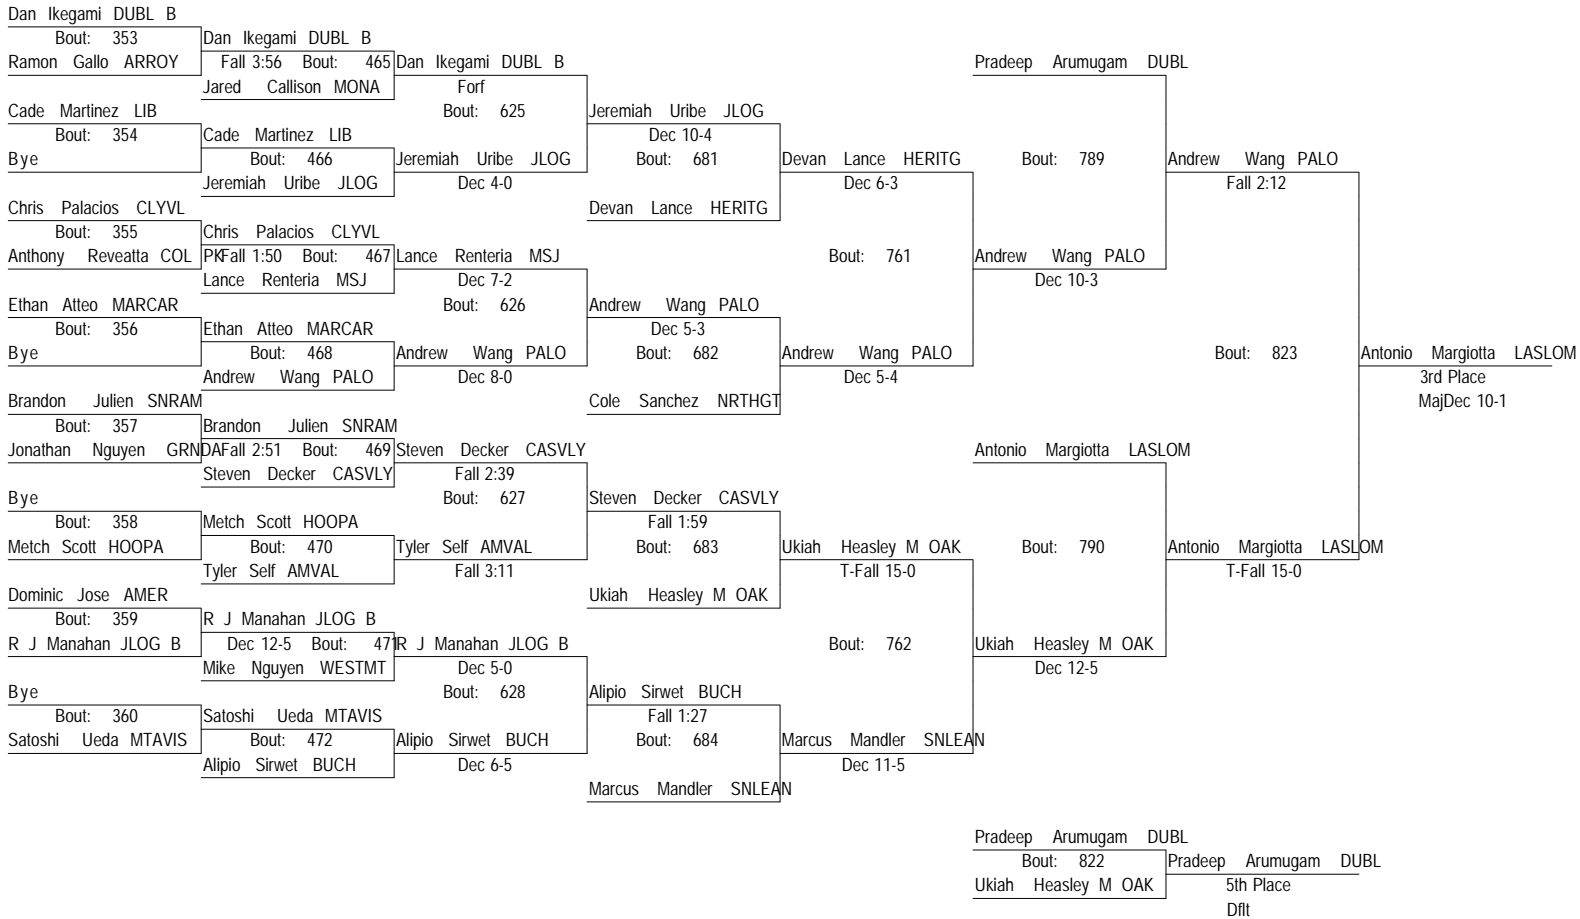 Dan Ikegami DUBL B
Bout: 353 Dan Ikegami DUBL B
Ramon Gallo ARROY Fall 3:56 Bout: 465 Dan Ikegami DUBL B Pradeep Arumugam DUBL
Jared Callison MONA Forf
Cade Martinez LIB Bout: 625 Jeremiah Uribe JLOG
Bout: 354 Cade Martinez LIB Dec 10-4
Bye Bout: 466 Jeremiah Uribe JLOG Bout: 681 Devan Lance HERITG Bout: 789 Andrew Wang PALO
Jeremiah Uribe JLOG Dec 4-0 Dec 6-3 Fall 2:12
Chris Palacios CLYVL Devan Lance HERITG
Bout: 355 Chris Palacios CLYVL
Anthony Reveatta COL PK Fall 1:50 Bout: 467 Lance Renteria MSJ Bout: 761 Andrew Wang PALO
Lance Renteria MSJ Dec 7-2 Dec 10-3
Ethan Atteo MARCAR Bout: 626 Andrew Wang PALO
Bout: 356 Ethan Atteo MARCAR Dec 5-3
Bye Bout: 468 Andrew Wang PALO Bout: 682 Andrew Wang PALO Bout: 823 Antonio Margiotta LASLOM
Andrew Wang PALO Dec 8-0 Dec 5-4 3rd Place
Brandon Julien SNRAM Cole Sanchez NRTHGT MajDec 10-1
Bout: 357 Brandon Julien SNRAM
Jonathan Nguyen GRNDA Fall 2:51 Bout: 469 Steven Decker CASVLY Antonio Margiotta LASLOM
Steven Decker CASVLY Fall 2:39
Bye Bout: 627 Steven Decker CASVLY
Bout: 358 Metch Scott HOOPA Fall 1:59
Metch Scott HOOPA Bout: 470 Tyler Self AMVAL Bout: 683 Ukiah Heasley M OAK Bout: 790 Antonio Margiotta LASLOM
Tyler Self AMVAL Fall 3:11 T-Fall 15-0 T-Fall 15-0
Dominic Jose AMER Ukiah Heasley M OAK
Bout: 359 R J Manahan JLOG B
R J Manahan JLOG B Dec 12-5 Bout: 471 R J Manahan JLOG B Bout: 762 Ukiah Heasley M OAK
Mike Nguyen WESTMT Dec 5-0 Dec 12-5
Bye Bout: 628 Alipio Sirwet BUCH
Bout: 360 Satoshi Ueda MTAVIS Fall 1:27
Satoshi Ueda MTAVIS Bout: 472 Alipio Sirwet BUCH Bout: 684 Marcus Mandler SNLEAN
Alipio Sirwet BUCH Dec 6-5 Dec 11-5
Marcus Mandler SNLEAN
Pradeep Arumugam DUBL
Bout: 822 Pradeep Arumugam DUBL
Ukiah Heasley M OAK 5th Place
Dflt